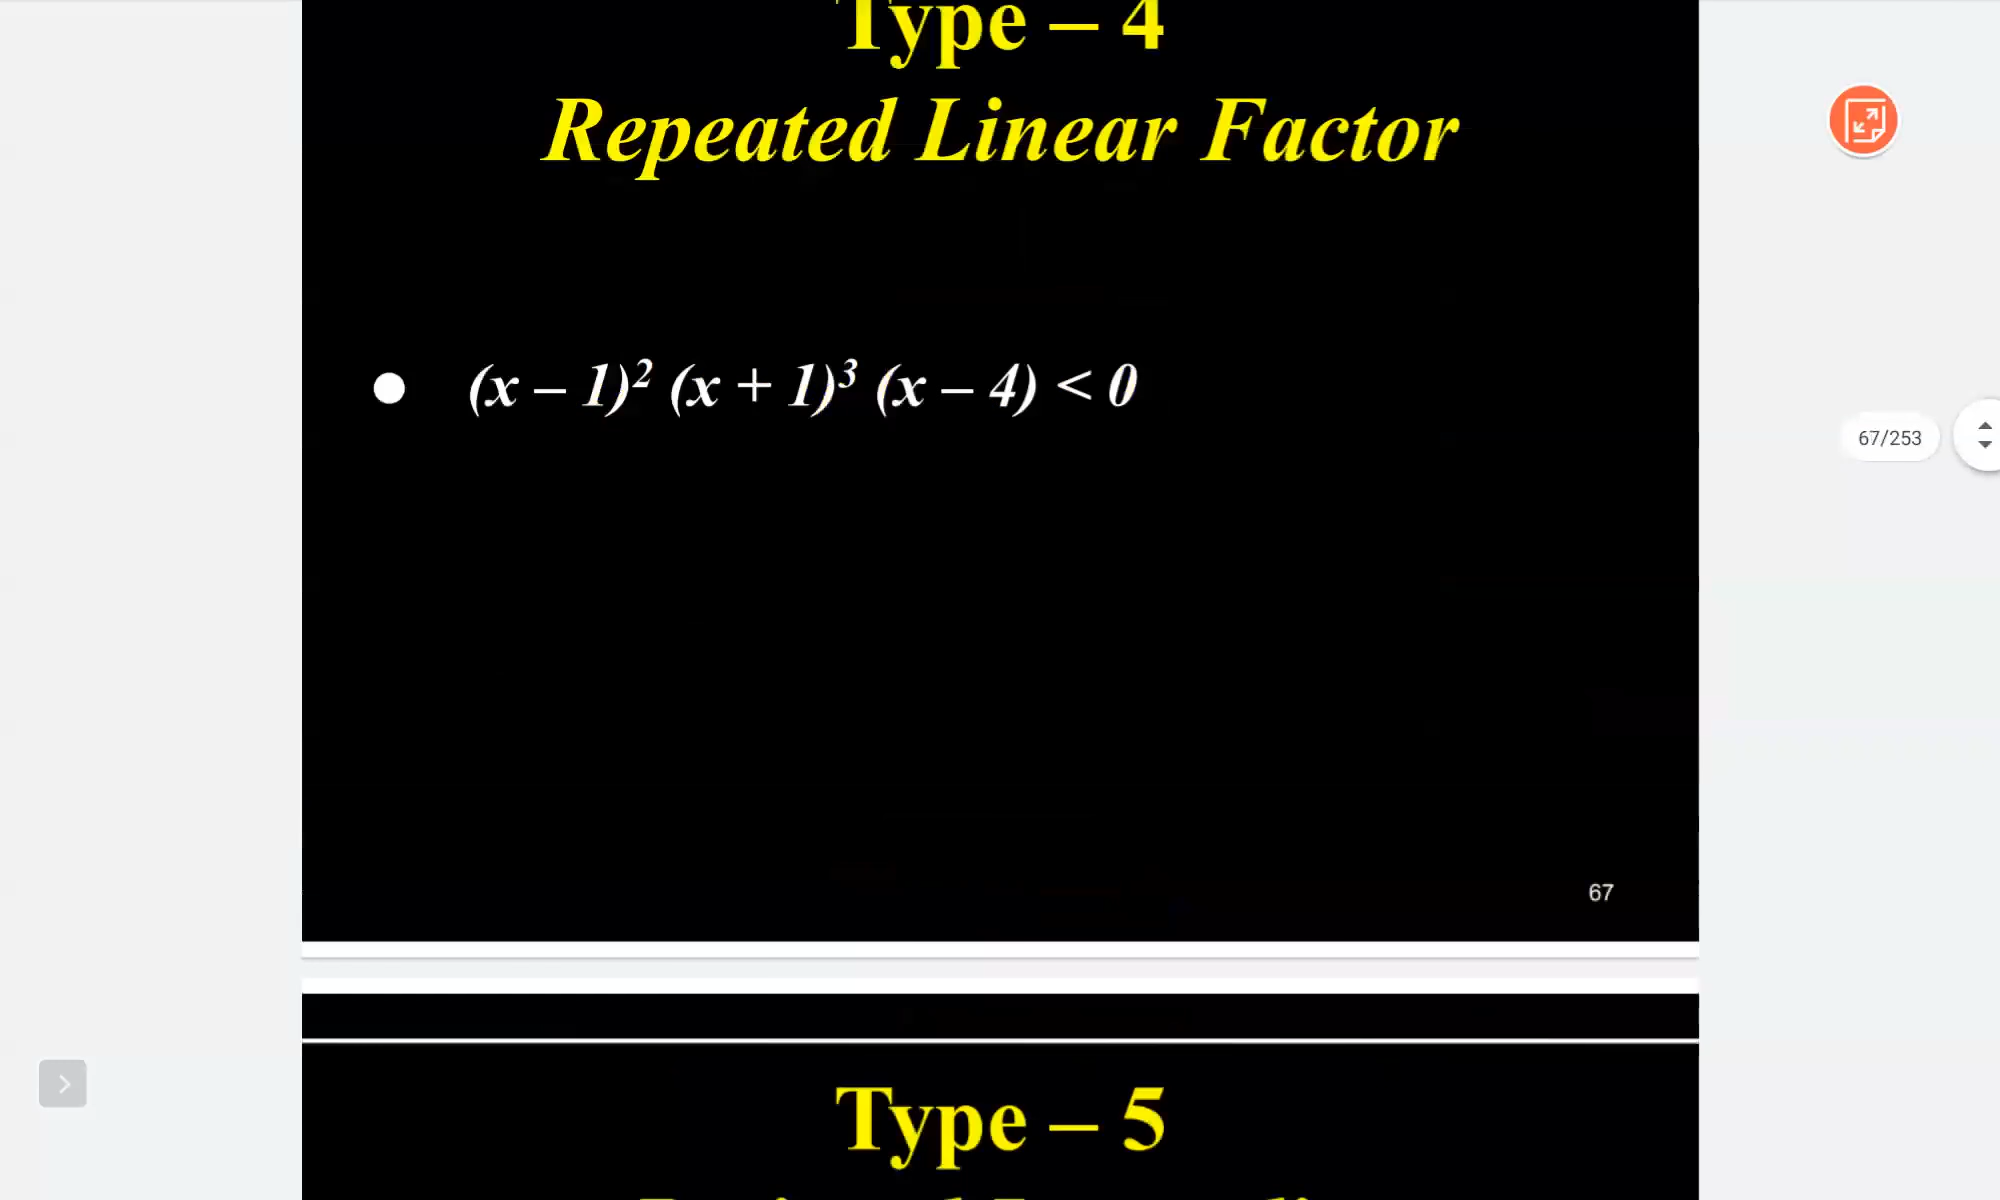 Type – 4
Repeated Linear Factor
● (x – 1)² (x + 1)³ (x – 4) < 0
67/253
67
Type – 5